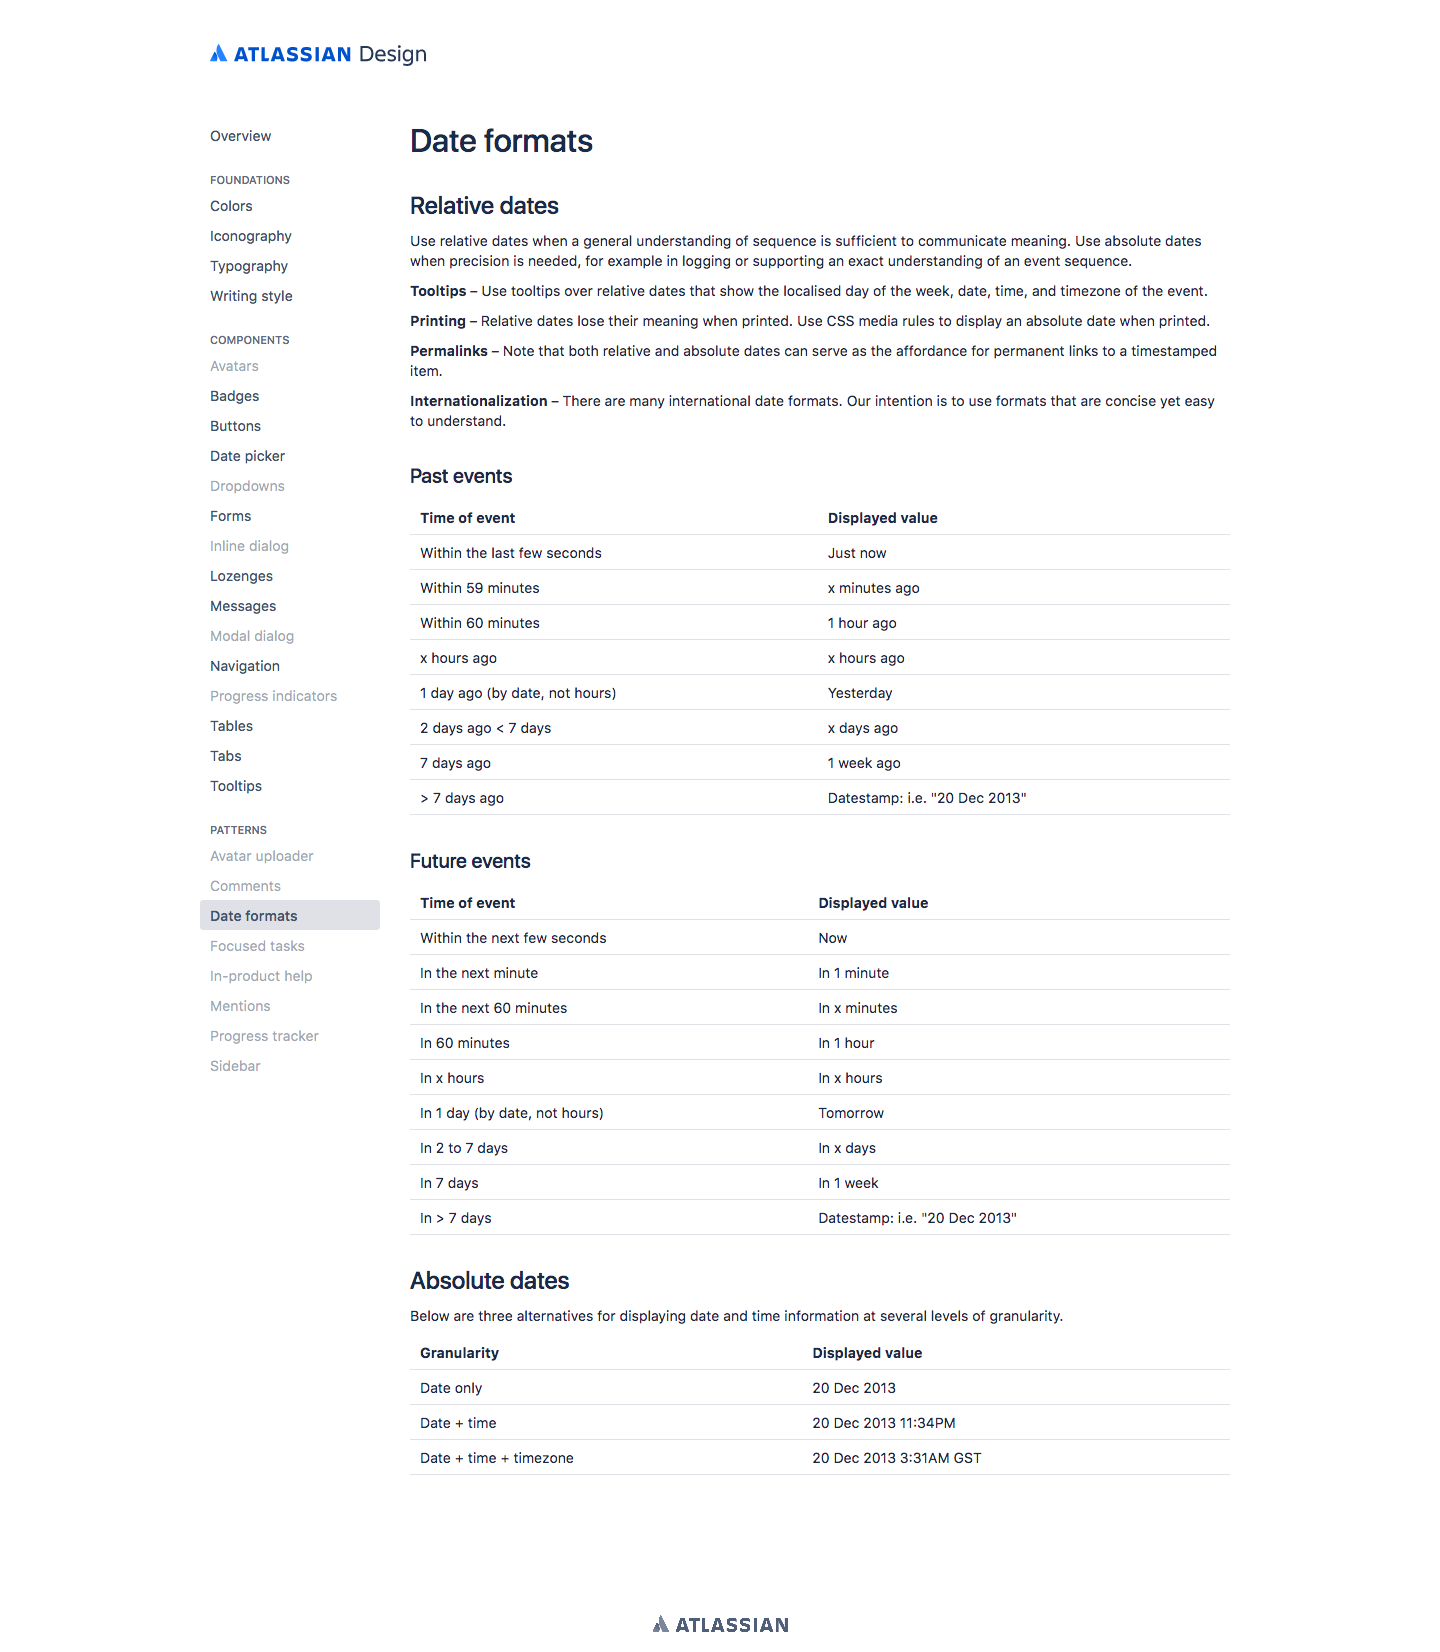 ATLASSIAN Design
Overview
FOUNDATIONS
Colors
Iconography
Typography
Writing style
COMPONENTS
Avatars
Badges
Buttons
Date picker
Dropdowns
Forms
Inline dialog
Lozenges
Messages
Modal dialog
Navigation
Progress indicators
Tables
Tabs
Tooltips
PATTERNS
Avatar uploader
Comments
Date formats
Focused tasks
In-product help
Mentions
Progress tracker
Sidebar
Date formats
Relative dates
Use relative dates when a general understanding of sequence is sufficient to communicate meaning. Use absolute dates
when precision is needed, for example in logging or supporting an exact understanding of an event sequence.
Tooltips – Use tooltips over relative dates that show the localised day of the week, date, time, and timezone of the event.
Printing – Relative dates lose their meaning when printed. Use CSS media rules to display an absolute date when printed.
Permalinks – Note that both relative and absolute dates can serve as the affordance for permanent links to a timestamped
item.
Internationalization – There are many international date formats. Our intention is to use formats that are concise yet easy
to understand.
Past events
Time of event Displayed value
Within the last few seconds Just now
Within 59 minutes x minutes ago
Within 60 minutes 1 hour ago
x hours ago x hours ago
1 day ago (by date, not hours) Yesterday
2 days ago < 7 days x days ago
7 days ago 1 week ago
> 7 days ago Datestamp: i.e. "20 Dec 2013"
Future events
Time of event Displayed value
Within the next few seconds Now
In the next minute In 1 minute
In the next 60 minutes In x minutes
In 60 minutes In 1 hour
In x hours In x hours
In 1 day (by date, not hours) Tomorrow
In 2 to 7 days In x days
In 7 days In 1 week
In > 7 days Datestamp: i.e. "20 Dec 2013"
Absolute dates
Below are three alternatives for displaying date and time information at several levels of granularity.
Granularity Displayed value
Date only 20 Dec 2013
Date + time 20 Dec 2013 11:34PM
Date + time + timezone 20 Dec 2013 3:31AM GST
ATLASSIAN